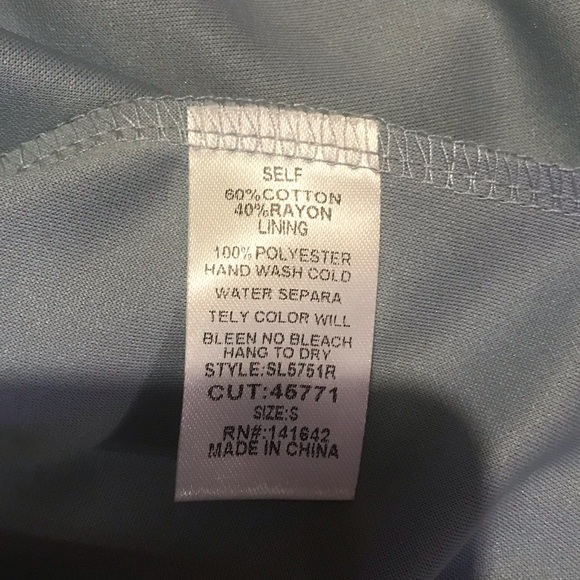 SELF
60%COTTON
40%RAYON
LINING
100%POLYESTER
HAND WASH COLD
WATER SEPARA
TELY COLOR WILL
BLEEN NO BLEACH
HANG TO DRY
STYLE:SL5751R
CUT:46771
SIZE:S
RN#:141642
MADE IN CHINA